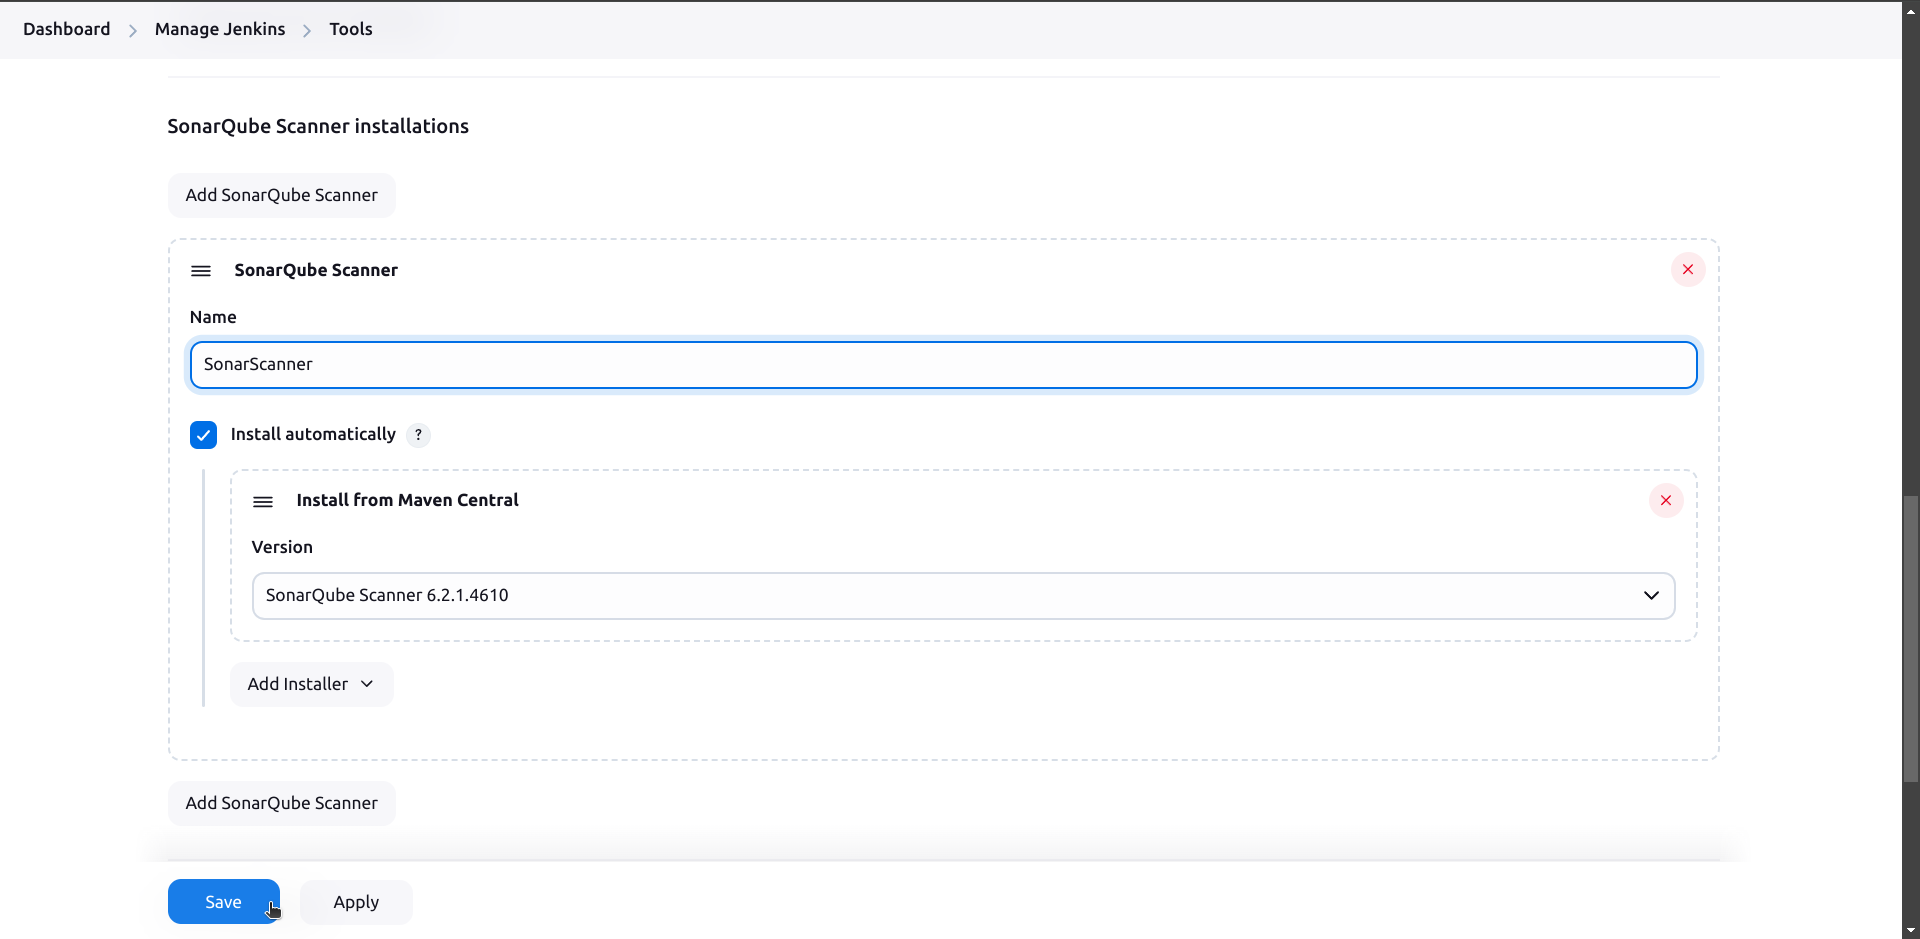 Dashboard > Manage Jenkins > Tools
SonarQube Scanner installations
Add SonarQube Scanner
SonarQube Scanner
Name
SonarScanner
Install automatically ?
Install from Maven Central
Version
SonarQube Scanner 6.2.1.4610
Add Installer
Add SonarQube Scanner
Save Apply